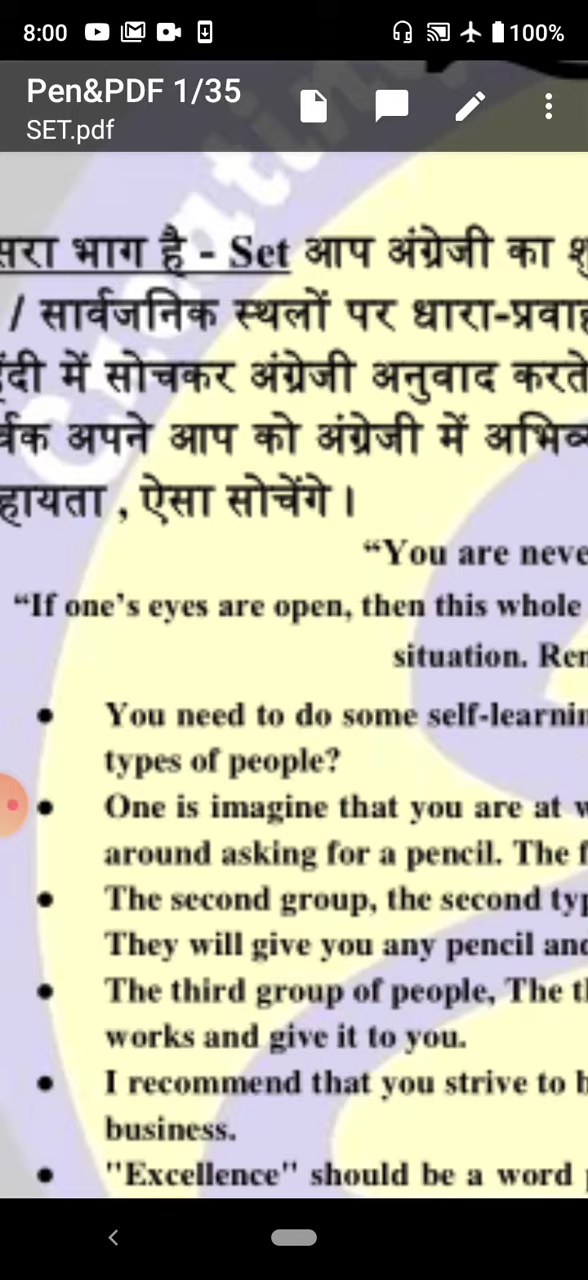 8:00 100%
Pen&PDF 1/35
SET.pdf
सरा भाग है - Set आप अंग्रेजी का शु
/ सार्वजनिक स्थलों पर धारा-प्रवाह
हंदी में सोचकर अंग्रेजी अनुवाद करते
र्वक अपने आप को अंग्रेजी में अभिव्य
हायता , ऐसा सोचेंगे ।
“You are neve
“If one’s eyes are open, then this whole
situation. Rer
• You need to do some self-learnin
types of people?
• One is imagine that you are at w
around asking for a pencil. The f
• The second group, the second typ
They will give you any pencil and
• The third group of people, The th
works and give it to you.
• I recommend that you strive to h
business.
• "Excellence" should be a word p